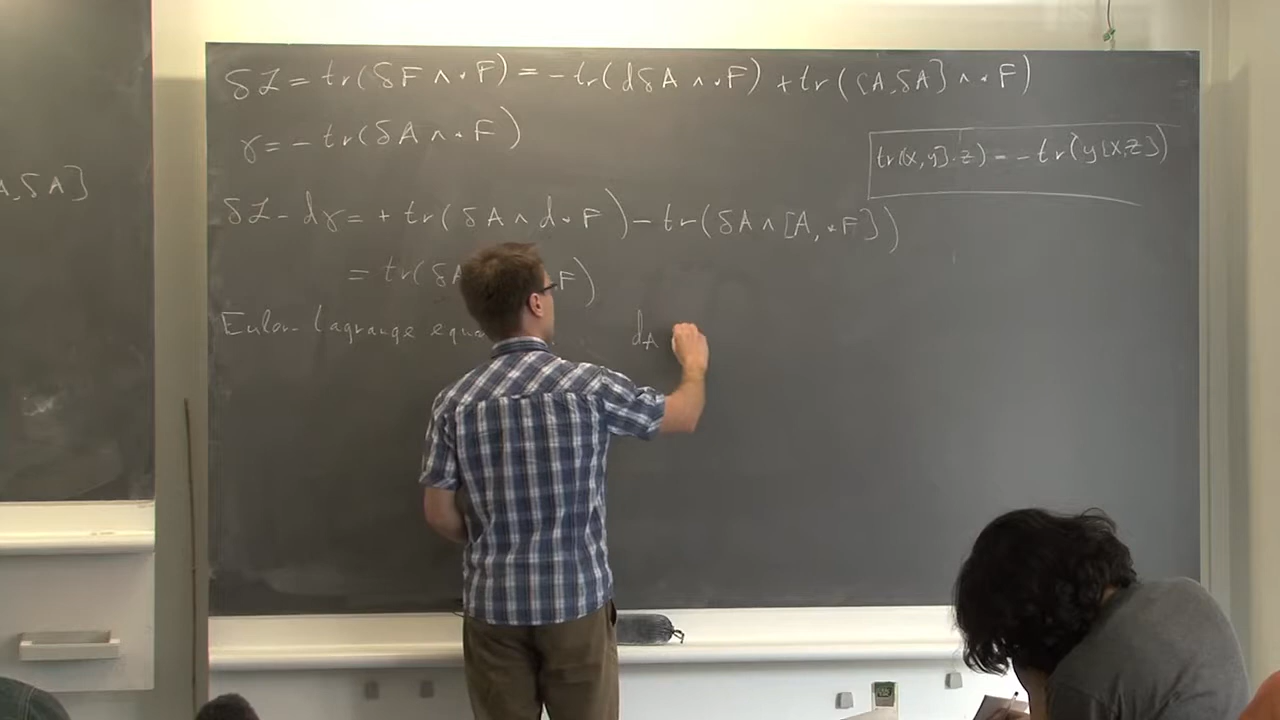 A, δA]
δℒ = tr(δF ∧ ⋆F) = - tr(dδA ∧ ⋆F) + tr([A, δA] ∧ ⋆F)
γ = - tr(δA ∧ ⋆F)
tr([x, y]·z) = - tr(y[x, z])
δℒ - dγ = + tr(δA ∧ d⋆F) - tr(δA ∧ [A, ⋆F])
= tr(δA F)
Euler Lagrange equa
d_A